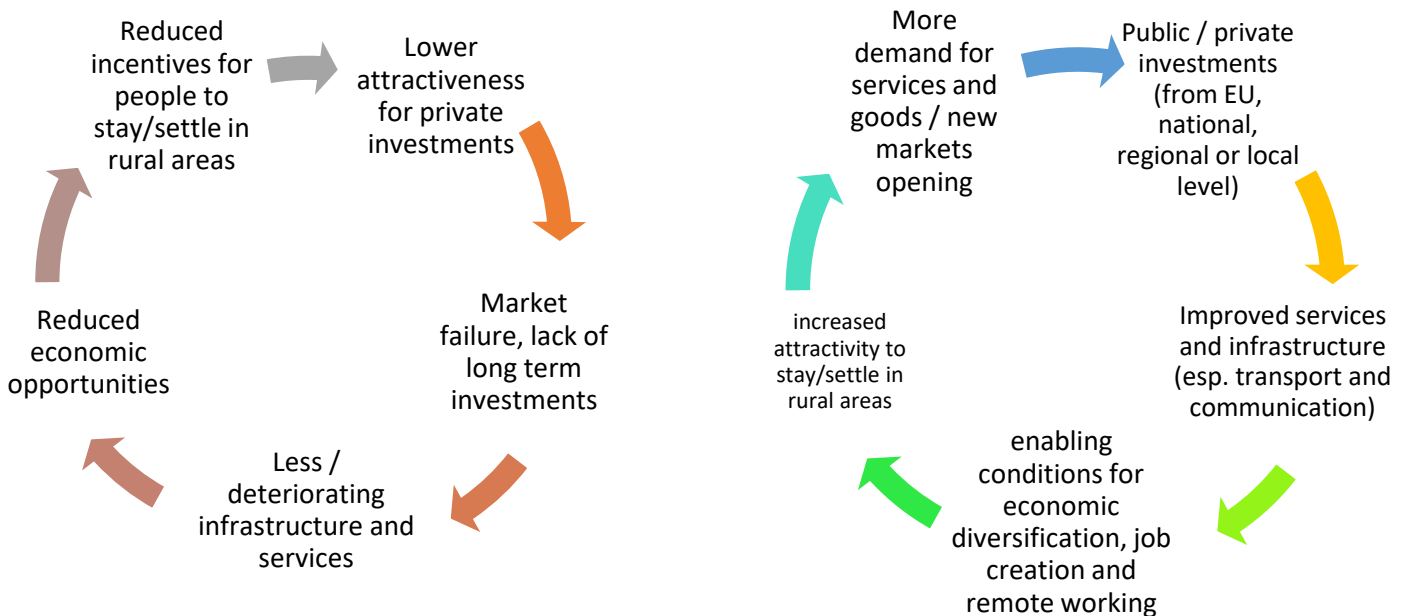 Reduced
incentives for
people to
stay/settle in
rural areas
Lower
attractiveness
for private
investments
Market
failure, lack of
long term
investments
Less /
deteriorating
infrastructure and
services
Reduced
economic
opportunities
More
demand for
services and
goods / new
markets
opening
Public / private
investments
(from EU,
national,
regional or local
level)
Improved services
and infrastructure
(esp. transport and
communication)
enabling
conditions for
economic
diversification, job
creation and
remote working
increased
attractivity to
stay/settle in
rural areas